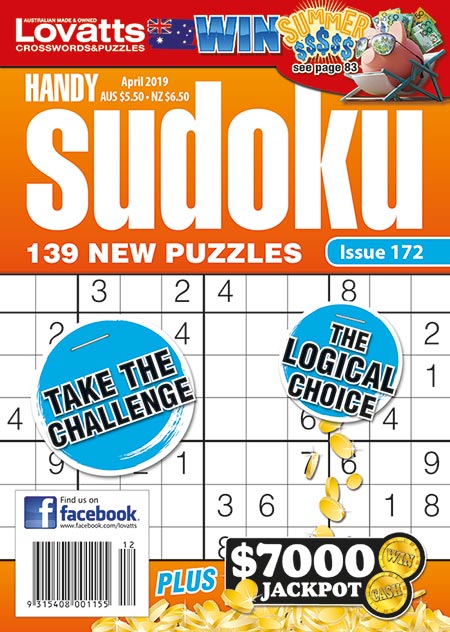 AUSTRALIAN MADE & OWNED
Lovatts
CROSSWORDS&PUZZLES
WIN
SUMMER
$$$$$
see page 83
HANDY
April 2019
AUS $5.50 • NZ $6.50
sudoku
139 NEW PUZZLES
Issue 172
3 2 4 8
2 4 2
1
TAKE THE
CHALLENGE
THE
LOGICAL
CHOICE
4 6
9 2 1 7 6 9
3 6 1 8
8
Find us on
facebook
www.facebook.com/lovatts
12
9 315408 001155
PLUS
$7000
JACKPOT
WIN
CASH